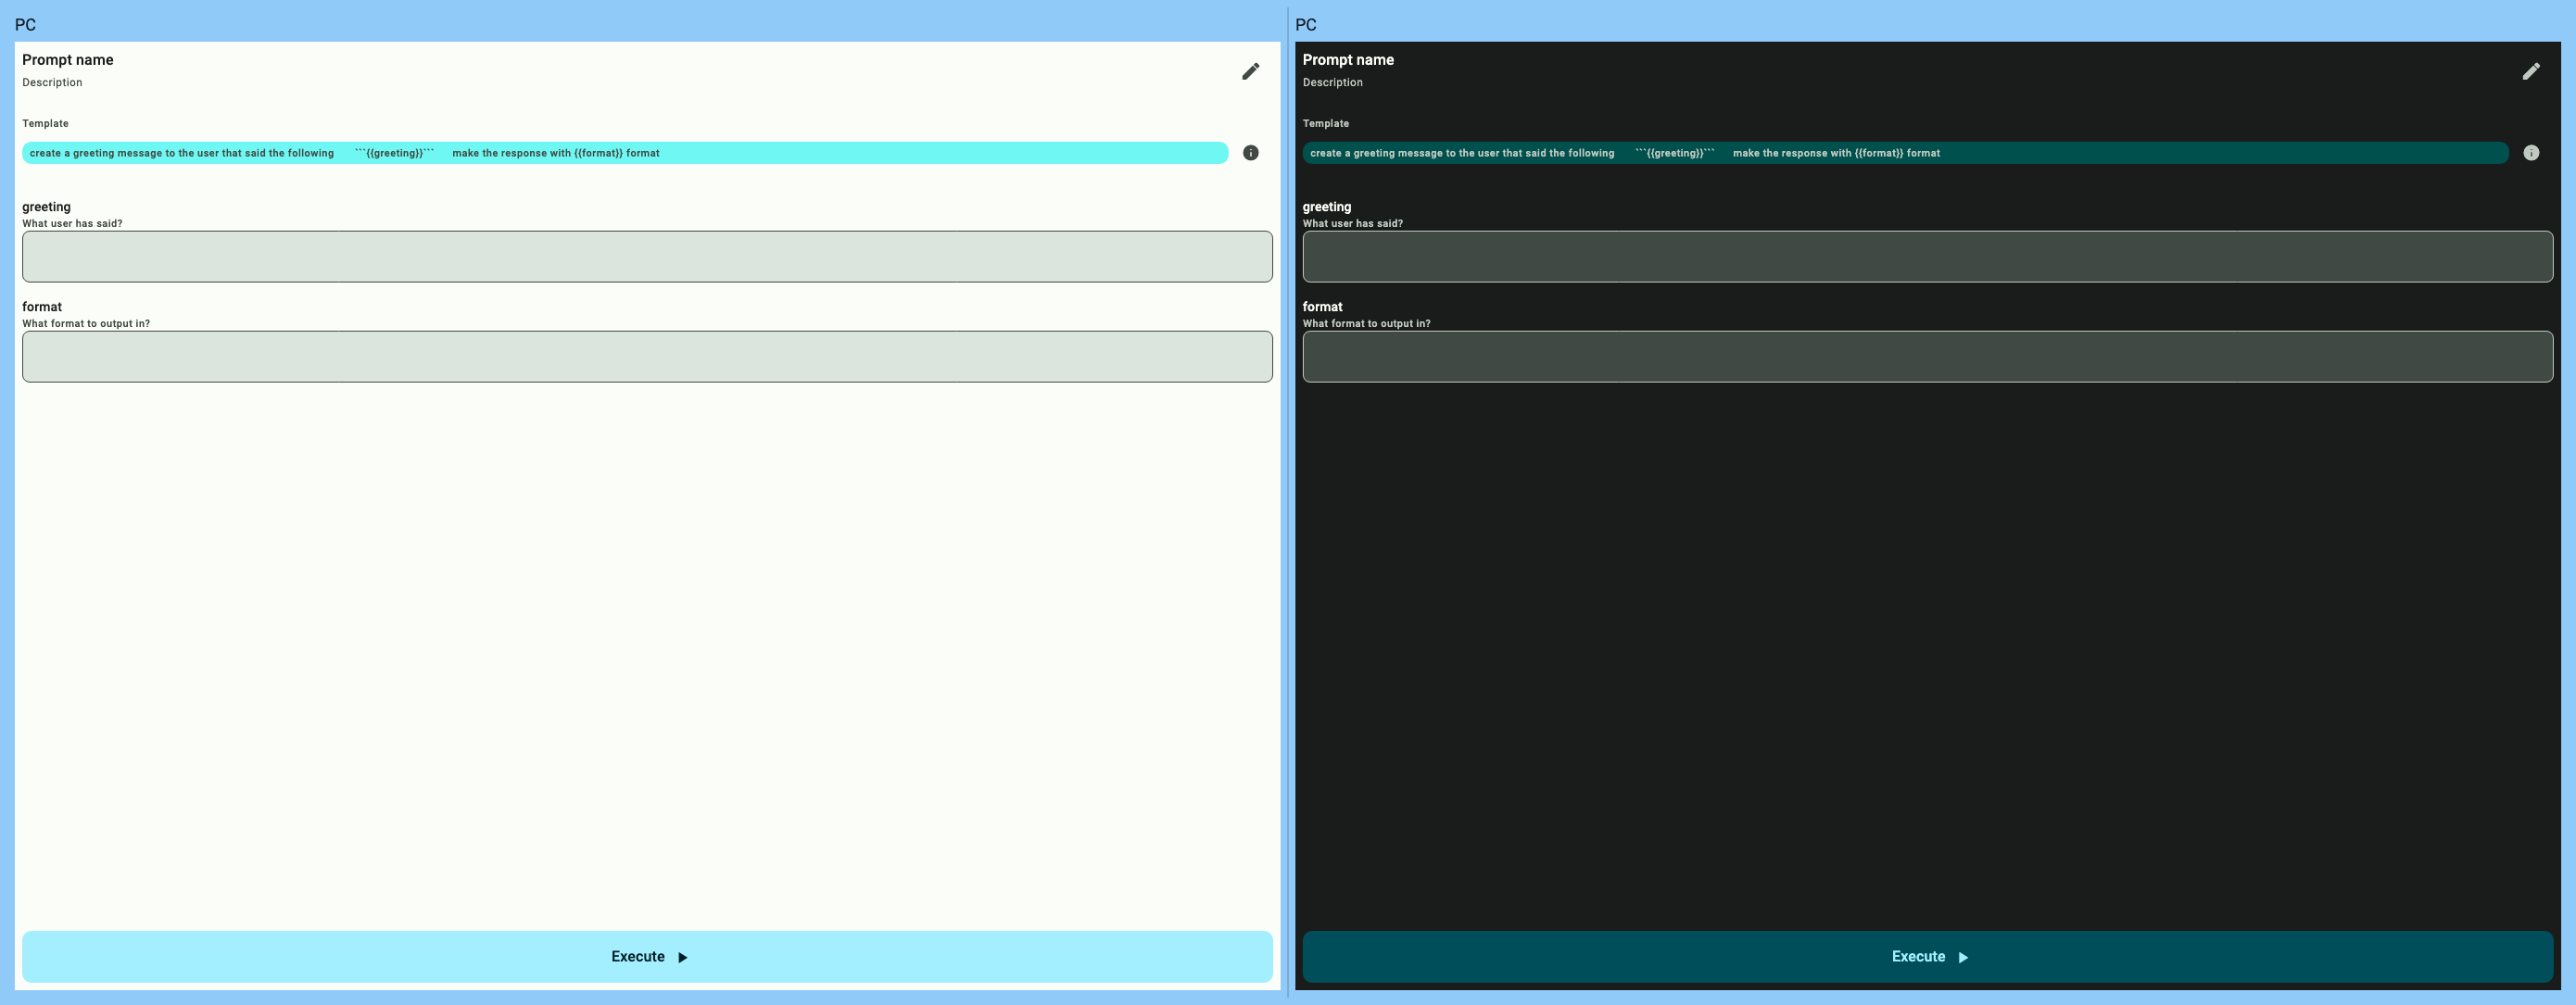 PC
Prompt name
Description
Template
create a greeting message to the user that said the following ```{{greeting}}``` make the response with {{format}} format
greeting
What user has said?
format
What format to output in?
Execute
PC
Prompt name
Description
Template
create a greeting message to the user that said the following ```{{greeting}}``` make the response with {{format}} format
greeting
What user has said?
format
What format to output in?
Execute